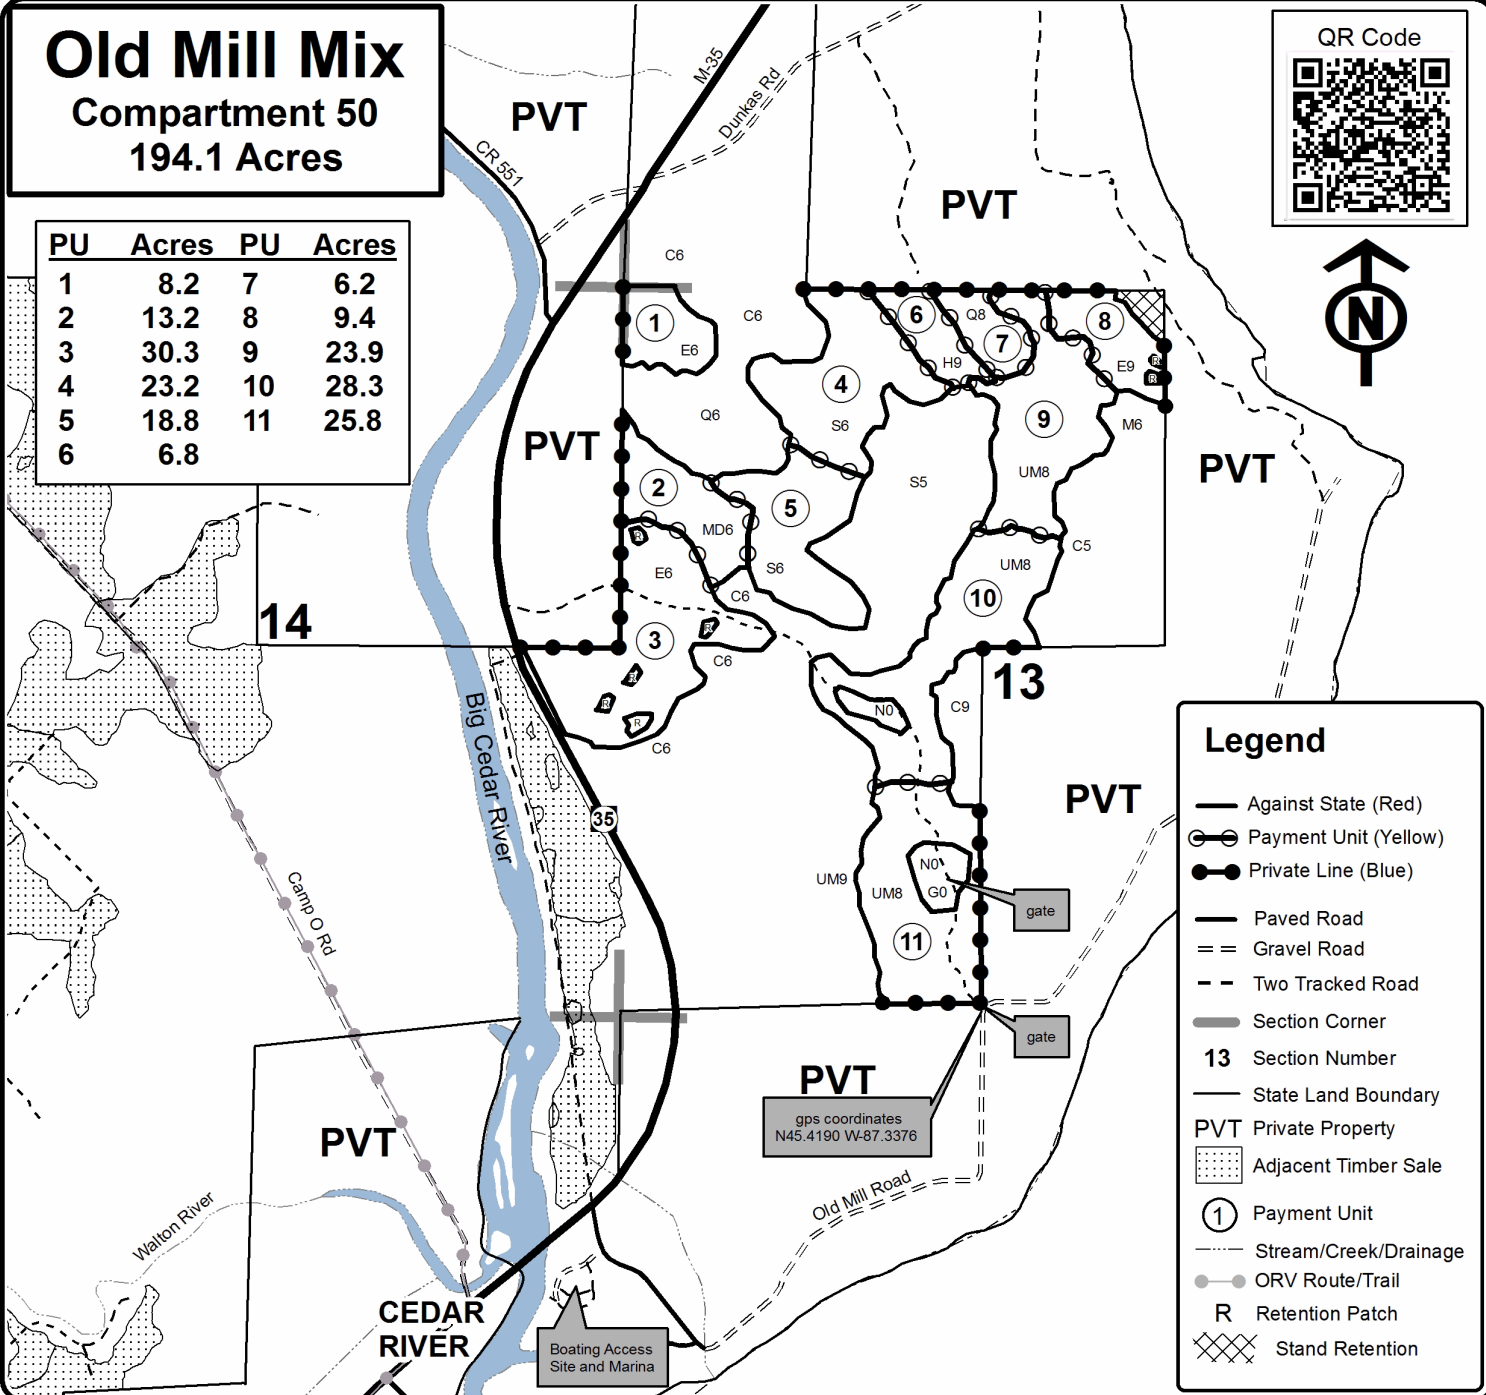 Old Mill Mix
Compartment 50
194.1 Acres
PU Acres PU Acres
1 8.2 7 6.2
2 13.2 8 9.4
3 30.3 9 23.9
4 23.2 10 28.3
5 18.8 11 25.8
6 6.8
QR Code
N
M-35
Dunkas Rd
CR 551
PVT
PVT
PVT
PVT
PVT
PVT
PVT
C6
C6
1
E6
Q6
4
S6
6
Q8
H9
7
8
E9
R
R
M6
9
UM8
S5
2
MD6
5
S6
R
E6
C6
C5
UM8
10
14
3
R
C6
R
R
R
C6
13
N0
C9
Big Cedar River
35
Camp O Rd
UM9
UM8
N0
G0
11
gate
gate
gps coordinates
N45.4190 W-87.3376
Old Mill Road
Walton River
CEDAR
RIVER
Boating Access
Site and Marina
Legend
Against State (Red)
Payment Unit (Yellow)
Private Line (Blue)
Paved Road
Gravel Road
Two Tracked Road
Section Corner
13 Section Number
State Land Boundary
PVT Private Property
Adjacent Timber Sale
1 Payment Unit
Stream/Creek/Drainage
ORV Route/Trail
R Retention Patch
Stand Retention